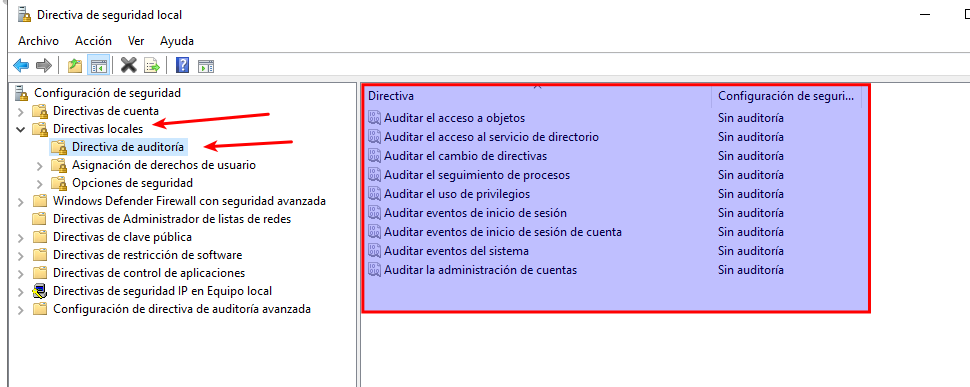 Directiva de seguridad local
Archivo Acción Ver Ayuda
Configuración de seguridad
Directivas de cuenta
Directivas locales
Directiva de auditoría
Asignación de derechos de usuario
Opciones de seguridad
Windows Defender Firewall con seguridad avanzada
Directivas de Administrador de listas de redes
Directivas de clave pública
Directivas de restricción de software
Directivas de control de aplicaciones
Directivas de seguridad IP en Equipo local
Configuración de directiva de auditoría avanzada
Directiva Configuración de seguri...
Auditar el acceso a objetos Sin auditoría
Auditar el acceso al servicio de directorio Sin auditoría
Auditar el cambio de directivas Sin auditoría
Auditar el seguimiento de procesos Sin auditoría
Auditar el uso de privilegios Sin auditoría
Auditar eventos de inicio de sesión Sin auditoría
Auditar eventos de inicio de sesión de cuenta Sin auditoría
Auditar eventos del sistema Sin auditoría
Auditar la administración de cuentas Sin auditoría